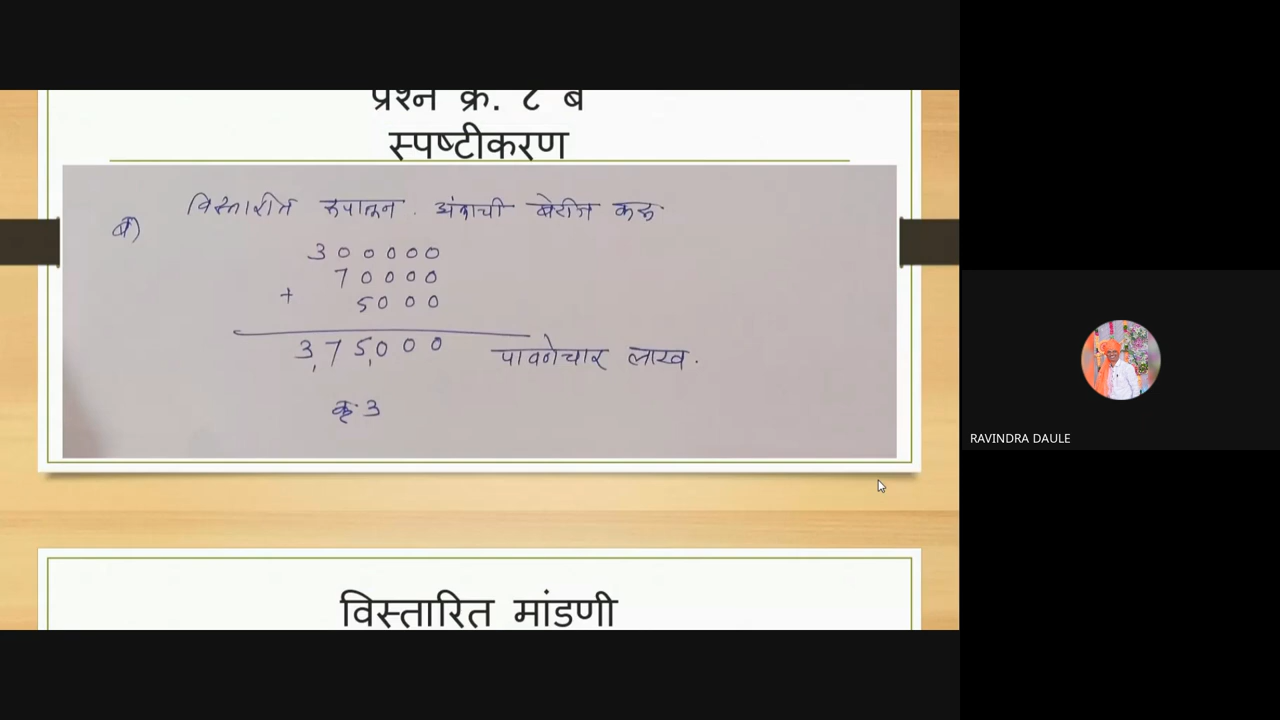 प्रश्न क्र. ८ ब
स्पष्टीकरण
विस्तारीत रुपातून . अंकाची बेरीज करू
ब)
300000
70000
+ 5000
3,75,000 पावणेचार लाख.
क्र 3
विस्तारित मांडणी
RAVINDRA DAULE